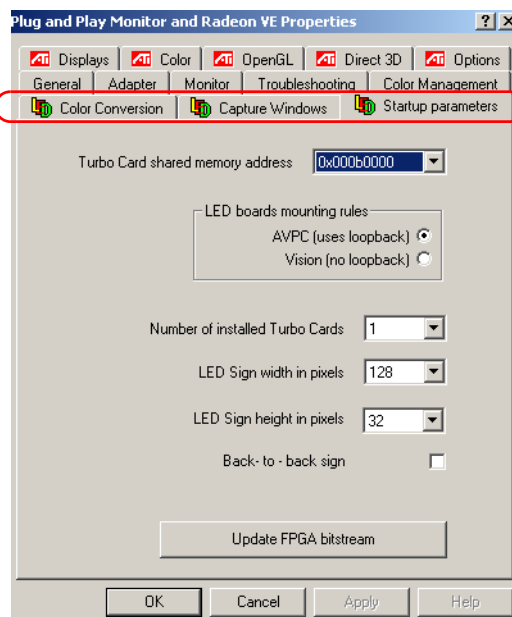 Plug and Play Monitor and Radeon VE Properties
Displays Color OpenGL Direct 3D Options
General Adapter Monitor Troubleshooting Color Management
Color Conversion Capture Windows Startup parameters
Turbo Card shared memory address 0x000b0000
LED boards mounting rules
AVPC (uses loopback)
Vision (no loopback)
Number of installed Turbo Cards 1
LED Sign width in pixels 128
LED Sign height in pixels 32
Back- to - back sign
Update FPGA bitstream
OK Cancel Apply Help